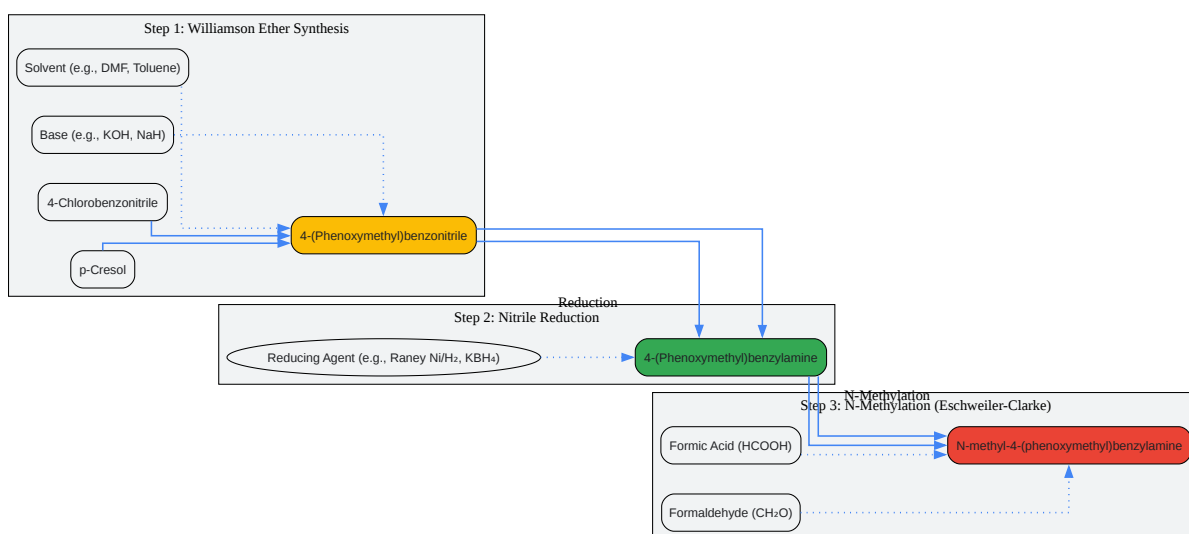 Step 1: Williamson Ether Synthesis
Solvent (e.g., DMF, Toluene)
Base (e.g., KOH, NaH)
4-Chlorobenzonitrile
4-(Phenoxymethyl)benzonitrile
p-Cresol
Reduction
Step 2: Nitrile Reduction
Reducing Agent (e.g., Raney Ni/H₂, KBH₄)
4-(Phenoxymethyl)benzylamine
N-Methylation
Step 3: N-Methylation (Eschweiler-Clarke)
Formic Acid (HCOOH)
N-methyl-4-(phenoxymethyl)benzylamine
Formaldehyde (CH₂O)